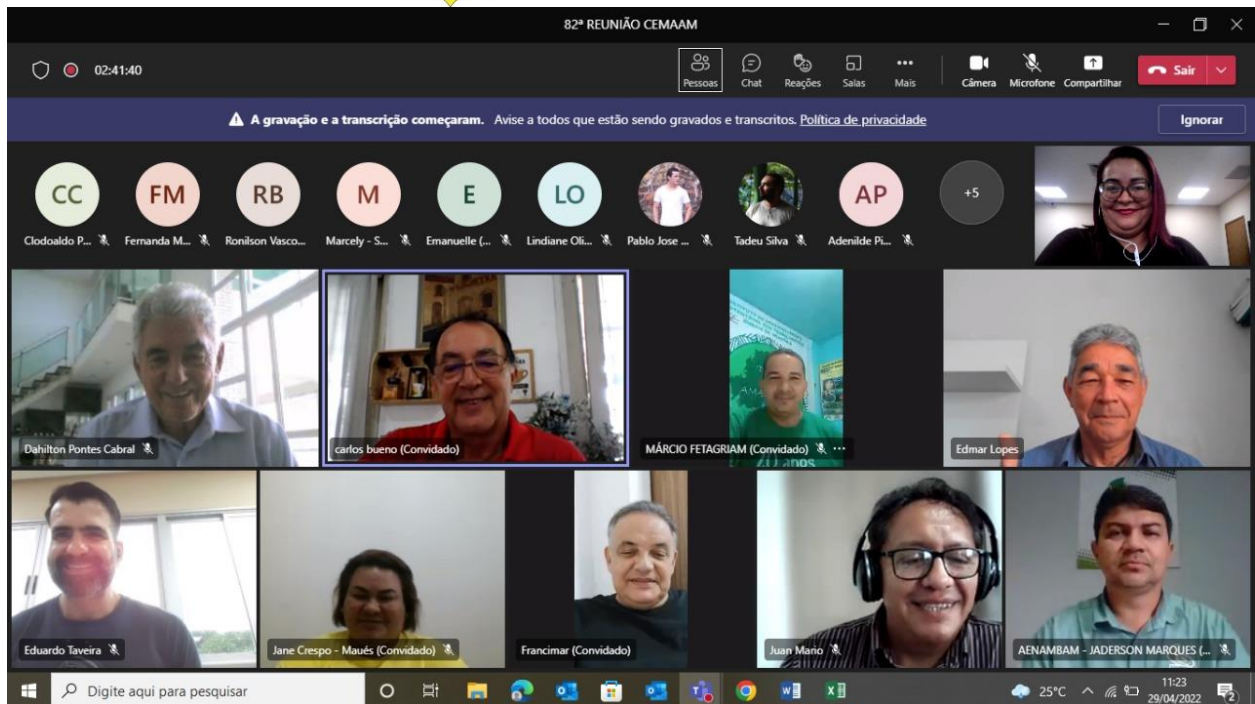 82ª REUNIÃO CEMAAM
02:41:40
Pessoas Chat Reações Salas Mais Câmera Microfone Compartilhar Sair
A gravação e a transcrição começaram. Avise a todos que estão sendo gravados e transcritos. Política de privacidade Ignorar
CC FM RB M E LO AP +5
Clodoaldo P... Fernanda M... Ronilson Vasco... Marcely - S... Emanuelle (... Lindiane Oli... Pablo Jose ... Tadeu Silva Adenilde Pi...
Dahilton Pontes Cabral carlos bueno (Convidado) MÁRCIO FETAGRIAM (Convidado) ... Edmar Lopes
Eduardo Taveira Jane Crespo - Maués (Convidado) Francimar (Convidado) Juan Mario AENAMBAM - JADERSON MARQUES (...
Digite aqui para pesquisar 25°C 11:23
29/04/2022